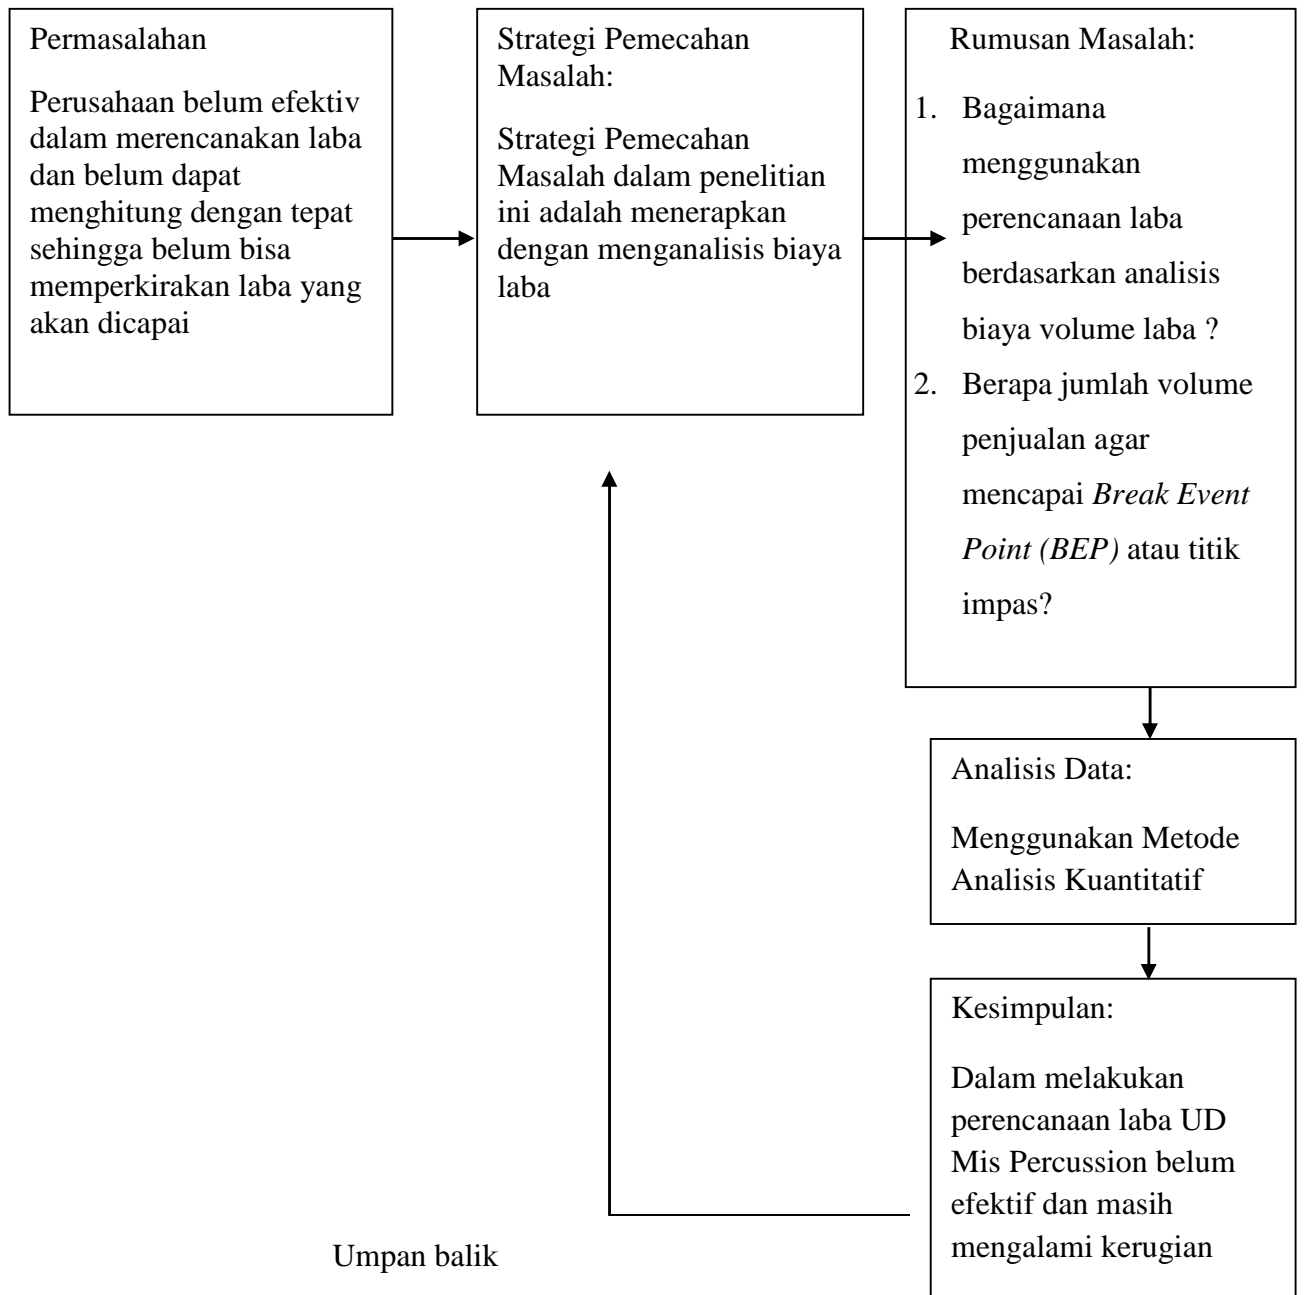 Permasalahan
Perusahaan belum efektiv
dalam merencanakan laba
dan belum dapat
menghitung dengan tepat
sehingga belum bisa
memperkirakan laba yang
akan dicapai
Strategi Pemecahan
Masalah:
Strategi Pemecahan
Masalah dalam penelitian
ini adalah menerapkan
dengan menganalisis biaya
laba
Rumusan Masalah:
1. Bagaimana
menggunakan
perencanaan laba
berdasarkan analisis
biaya volume laba ?
2. Berapa jumlah volume
penjualan agar
mencapai Break Event
Point (BEP) atau titik
impas?
Analisis Data:
Menggunakan Metode
Analisis Kuantitatif
Kesimpulan:
Dalam melakukan
perencanaan laba UD
Mis Percussion belum
efektif dan masih
mengalami kerugian
Umpan balik